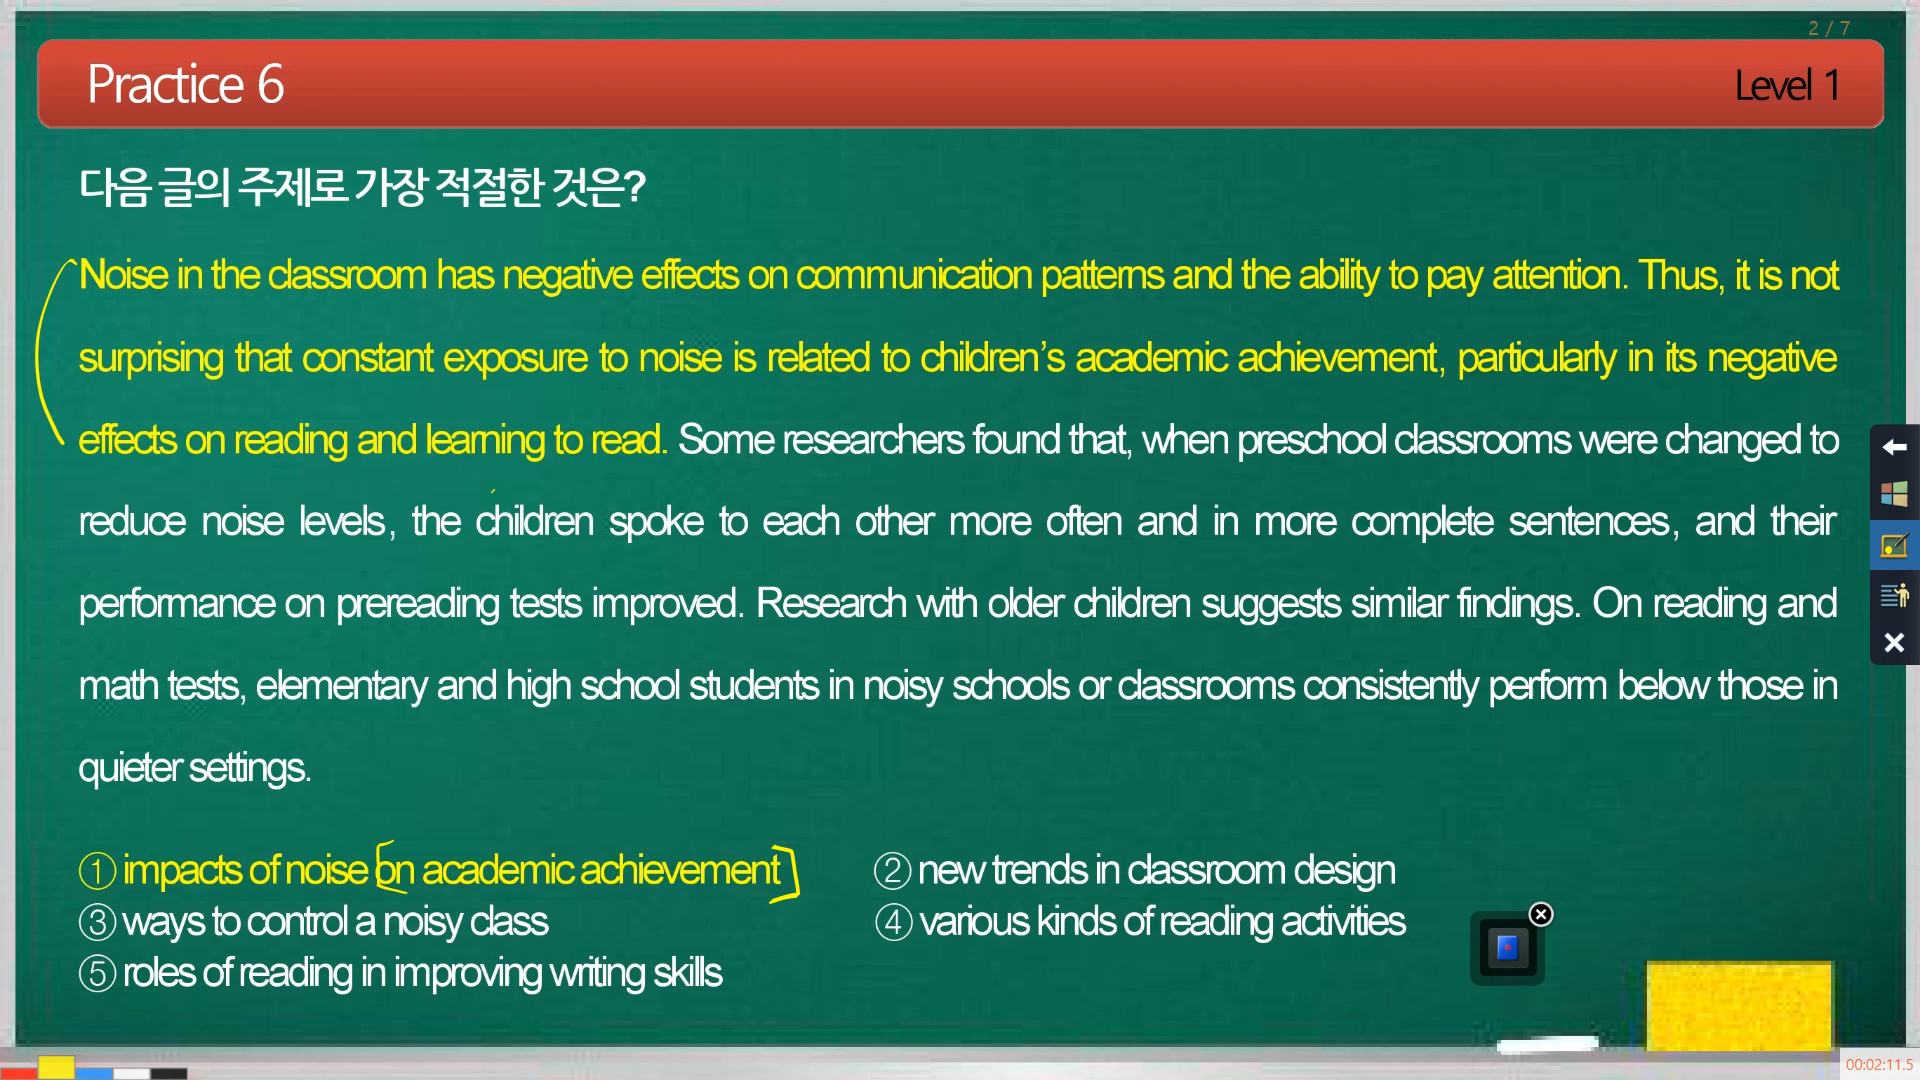 2 / 7
Practice 6
Level 1
다음 글의 주제로 가장 적절한 것은?
Noise in the classroom has negative effects on communication patterns and the ability to pay attention. Thus, it is not
surprising that constant exposure to noise is related to children's academic achievement, particularly in its negative
effects on reading and learning to read. Some researchers found that, when preschool classrooms were changed to
reduce noise levels, the children spoke to each other more often and in more complete sentences, and their
performance on prereading tests improved. Research with older children suggests similar findings. On reading and
math tests, elementary and high school students in noisy schools or classrooms consistently perform below those in
quieter settings.
① impacts of noise on academic achievement
② new trends in classroom design
③ ways to control a noisy class
④ various kinds of reading activities
⑤ roles of reading in improving writing skills
00:02:11.5